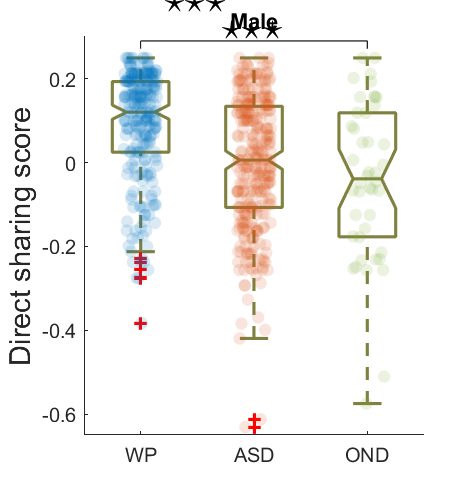 ★★★
Male
★★★
Direct sharing score
0.2
0
-0.2
-0.4
-0.6
WP ASD OND